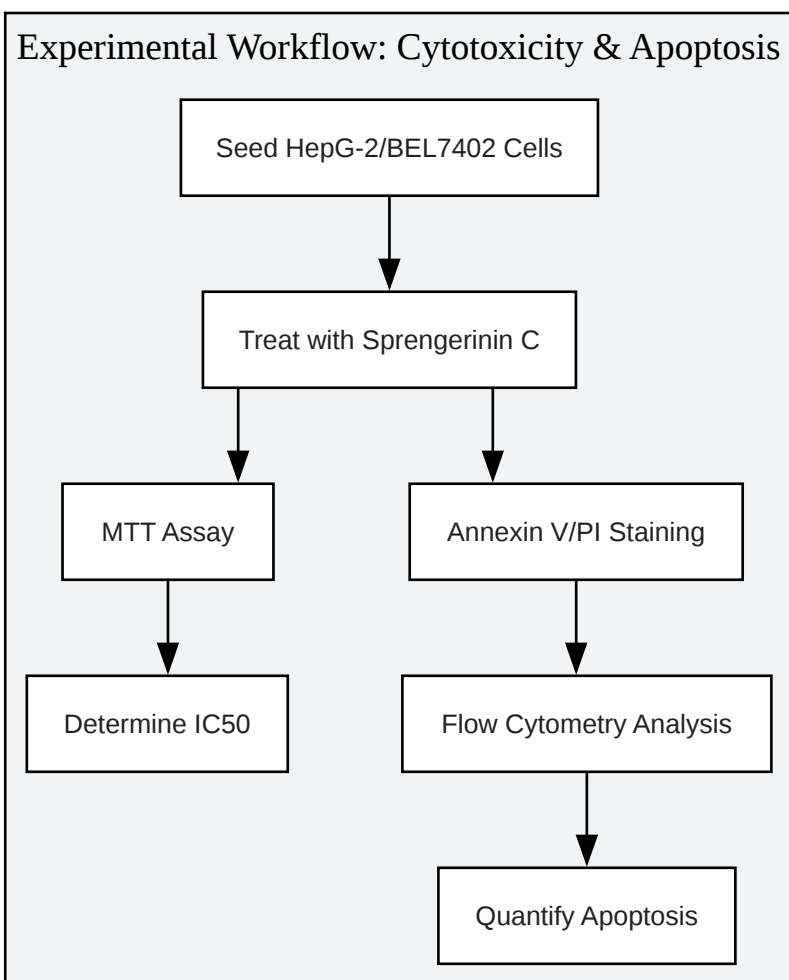 Experimental Workflow: Cytotoxicity & Apoptosis
Seed HepG-2/BEL7402 Cells
Treat with Sprengerinin C
MTT Assay
Annexin V/PI Staining
Determine IC50
Flow Cytometry Analysis
Quantify Apoptosis